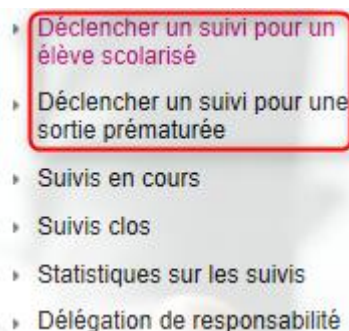 Déclencher un suivi pour un
élève scolarisé
Déclencher un suivi pour une
sortie prématurée
Suivis en cours
Suivis clos
Statistiques sur les suivis
Délégation de responsabilité